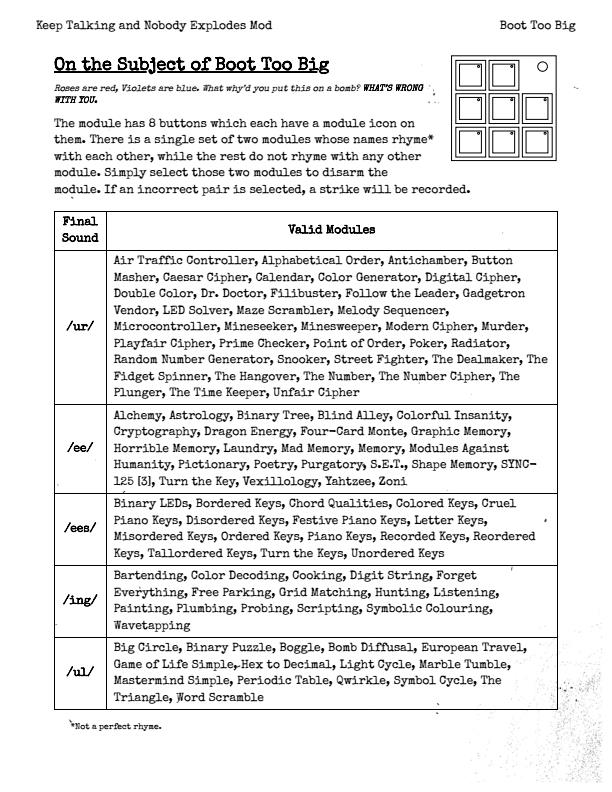 Keep Talking and Nobody Explodes Mod
Boot Too Big
On the Subject of Boot Too Big
Roses are red, Violets are blue. What why'd you put this on a bomb? WHAT'S WRONG
WITH YOU.
The module has 8 buttons which each have a module icon on
them. There is a single set of two modules whose names rhyme*
with each other, while the rest do not rhyme with any other
module. Simply select those two modules to disarm the
module. If an incorrect pair is selected, a strike will be recorded.
Final
Sound
Valid Modules
/ur/
Air Traffic Controller, Alphabetical Order, Antichamber, Button
Masher, Caesar Cipher, Calendar, Color Generator, Digital Cipher,
Double Color, Dr. Doctor, Filibuster, Follow the Leader, Gadgetron
Vendor, LED Solver, Maze Scrambler, Melody Sequencer,
Microcontroller, Mineseeker, Minesweeper, Modern Cipher, Murder,
Playfair Cipher, Prime Checker, Point of Order, Poker, Radiator,
Random Number Generator, Snooker, Street Fighter, The Dealmaker, The
Fidget Spinner, The Hangover, The Number, The Number Cipher, The
Plunger, The Time Keeper, Unfair Cipher
/ee/
Alchemy, Astrology, Binary Tree, Blind Alley, Colorful Insanity,
Cryptography, Dragon Energy, Four-Card Monte, Graphic Memory,
Horrible Memory, Laundry, Mad Memory, Memory, Modules Against
Humanity, Pictionary, Poetry, Purgatory, S.E.T., Shape Memory, SYNC-
125 [3], Turn the Key, Vexillology, Yahtzee, Zoni
/ees/
Binary LEDs, Bordered Keys, Chord Qualities, Colored Keys, Cruel
Piano Keys, Disordered Keys, Festive Piano Keys, Letter Keys,
Misordered Keys, Ordered Keys, Piano Keys, Recorded Keys, Reordered
Keys, Tallordered Keys, Turn the Keys, Unordered Keys
/ing/
Bartending, Color Decoding, Cooking, Digit String, Forget
Everything, Free Parking, Grid Matching, Hunting, Listening,
Painting, Plumbing, Probing, Scripting, Symbolic Colouring,
Wavetapping
/ul/
Big Circle, Binary Puzzle, Boggle, Bomb Diffusal, European Travel,
Game of Life Simple, Hex to Decimal, Light Cycle, Marble Tumble,
Mastermind Simple, Periodic Table, Qwirkle, Symbol Cycle, The
Triangle, Word Scramble
*Not a perfect rhyme.